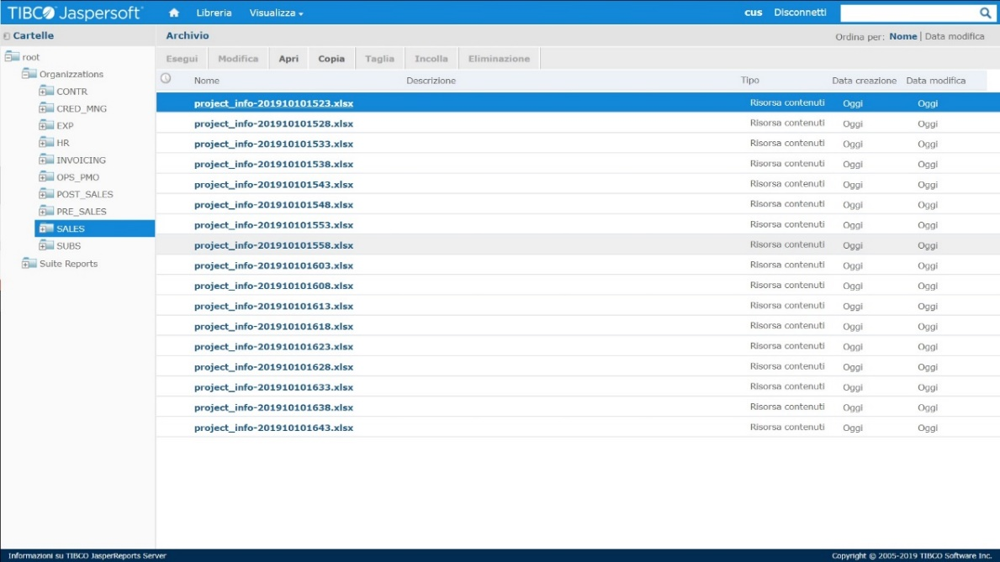 TIBCO Jaspersoft® Libreria Visualizza cus Disconnetti
Cartelle
root
Organizzations
CONTR
CRED_MNG
EXP
HR
INVOICING
OPS_PMO
POST_SALES
PRE_SALES
SALES
SUBS
Suite Reports
Archivio Ordina per: Nome | Data modifica
Esegui Modifica Apri Copia Taglia Incolla Eliminazione
Nome Descrizione Tipo Data creazione Data modifica
project_info-201910101523.xlsx Risorsa contenuti Oggi Oggi
project_info-201910101528.xlsx Risorsa contenuti Oggi Oggi
project_info-201910101533.xlsx Risorsa contenuti Oggi Oggi
project_info-201910101538.xlsx Risorsa contenuti Oggi Oggi
project_info-201910101543.xlsx Risorsa contenuti Oggi Oggi
project_info-201910101548.xlsx Risorsa contenuti Oggi Oggi
project_info-201910101553.xlsx Risorsa contenuti Oggi Oggi
project_info-201910101558.xlsx Risorsa contenuti Oggi Oggi
project_info-201910101603.xlsx Risorsa contenuti Oggi Oggi
project_info-201910101608.xlsx Risorsa contenuti Oggi Oggi
project_info-201910101613.xlsx Risorsa contenuti Oggi Oggi
project_info-201910101618.xlsx Risorsa contenuti Oggi Oggi
project_info-201910101623.xlsx Risorsa contenuti Oggi Oggi
project_info-201910101628.xlsx Risorsa contenuti Oggi Oggi
project_info-201910101633.xlsx Risorsa contenuti Oggi Oggi
project_info-201910101638.xlsx Risorsa contenuti Oggi Oggi
project_info-201910101643.xlsx Risorsa contenuti Oggi Oggi
Informazioni su TIBCO JasperReports Server Copyright © 2005-2019 TIBCO Software Inc.